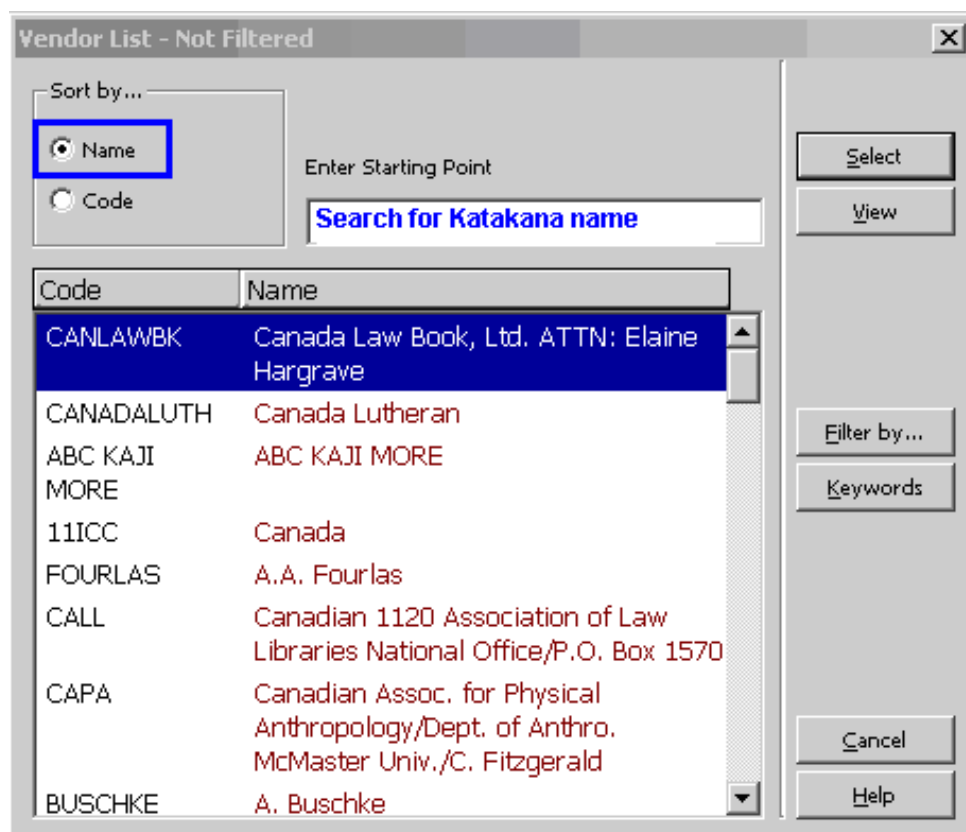 Vendor List - Not Filtered
Sort by...
Name
Code
Enter Starting Point
Search for Katakana name
Select
View
Code Name
CANLAWBK Canada Law Book, Ltd. ATTN: Elaine
Hargrave
CANADALUTH Canada Lutheran
ABC KAJI ABC KAJI MORE
MORE
11ICC Canada
FOURLAS A.A. Fourlas
CALL Canadian 1120 Association of Law
Libraries National Office/P.O. Box 1570
CAPA Canadian Assoc. for Physical
Anthropology/Dept. of Anthro.
McMaster Univ./C. Fitzgerald
BUSCHKE A. Buschke
Filter by...
Keywords
Cancel
Help